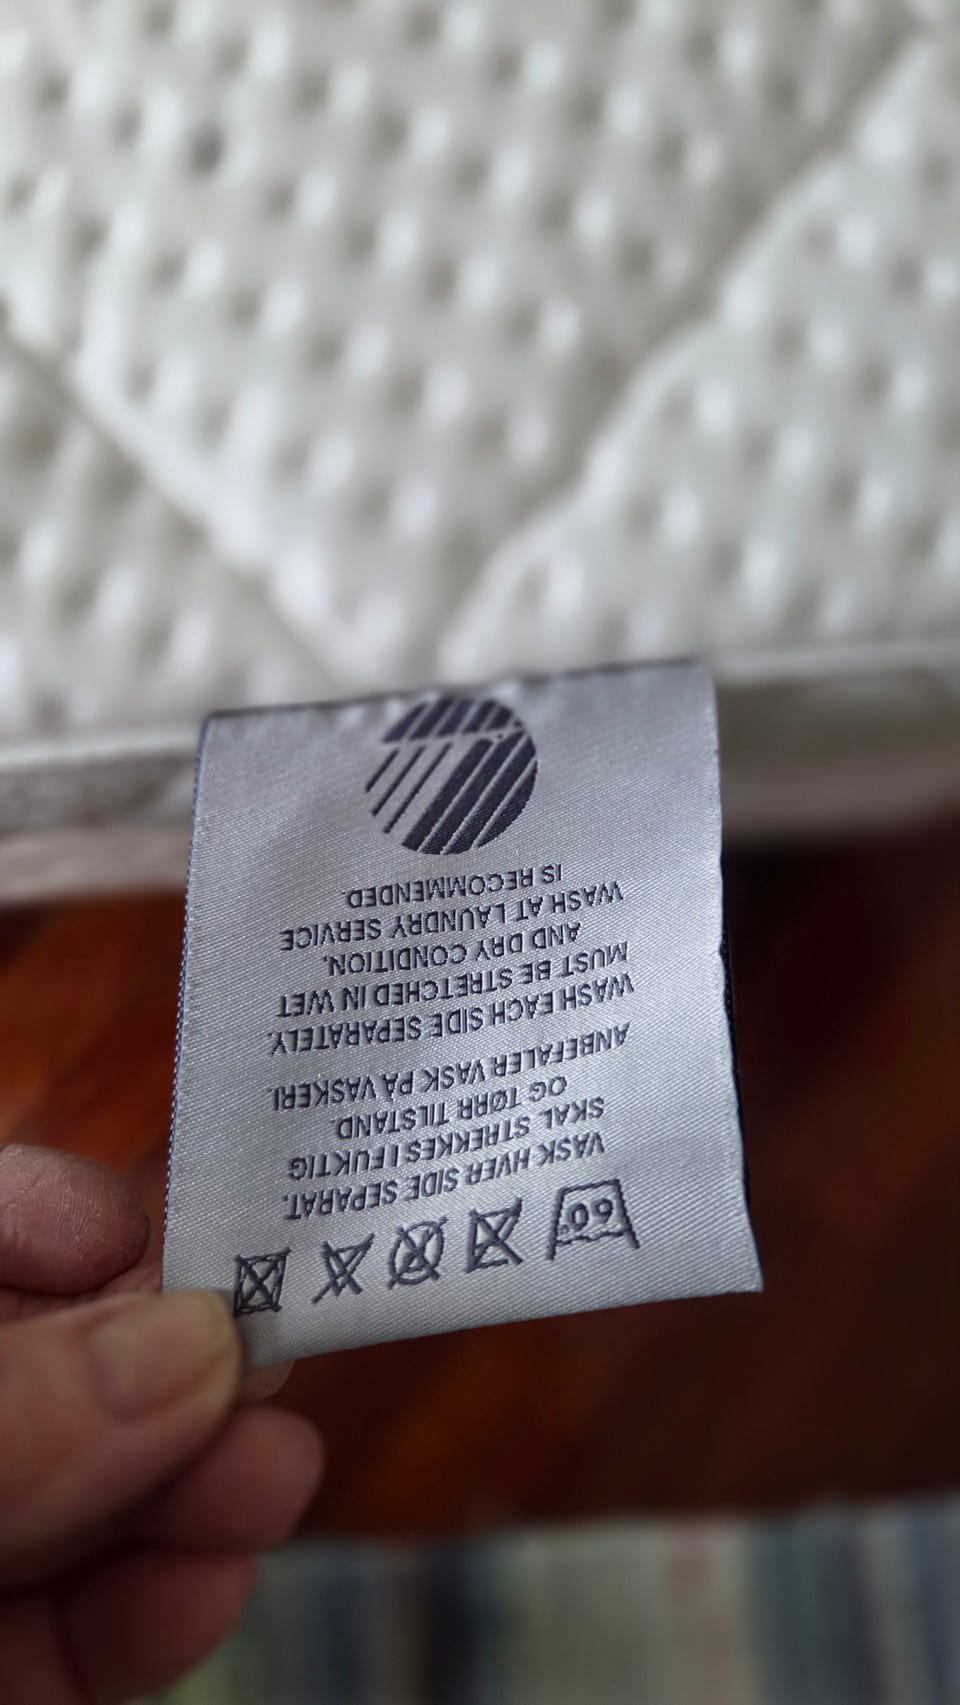 60°
VASK HVER SIDE SEPARAT.
SKAL STREKKES I FUKTIG
OG TØRR TILSTAND.
ANBEFALER VASK PÅ VASKERI.
WASH EACH SIDE SEPARATELY.
MUST BE STRETCHED IN WET
AND DRY CONDITION.
WASH AT LAUNDRY SERVICE
IS RECOMMENDED.